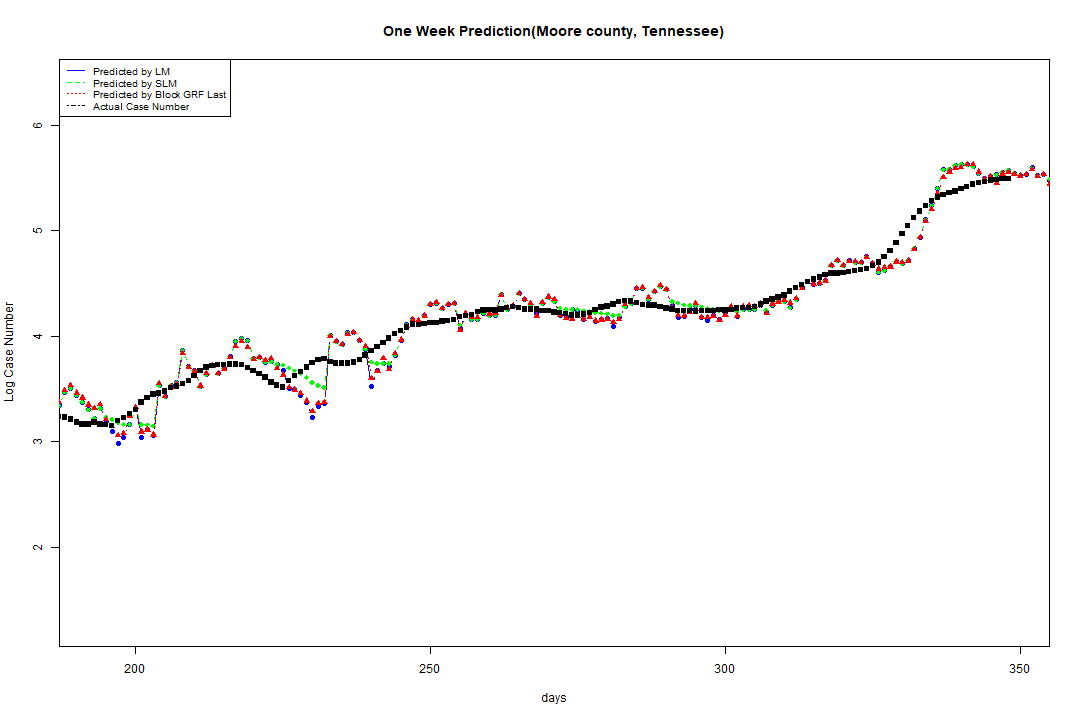 One Week Prediction(Moore county, Tennessee)
Predicted by LM
Predicted by SLM
Predicted by Block GRF Last
Actual Case Number
6
5
4
3
2
Log Case Number
200
250
300
350
days